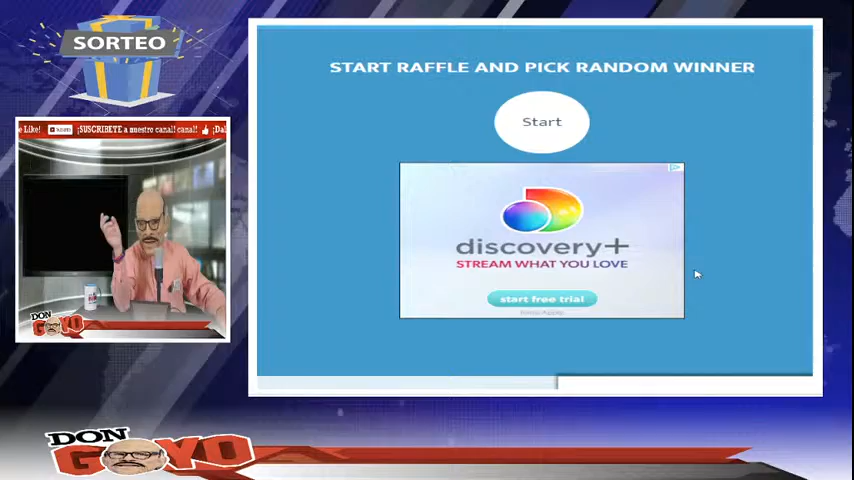 SORTEO
START RAFFLE AND PICK RANDOM WINNER
Start
e Like! ¡SUSCRIBETE a nuestro canal! canal! ¡Dal
discovery+
STREAM WHAT YOU LOVE
start free trial
DON
GOYO
DON
GOYO